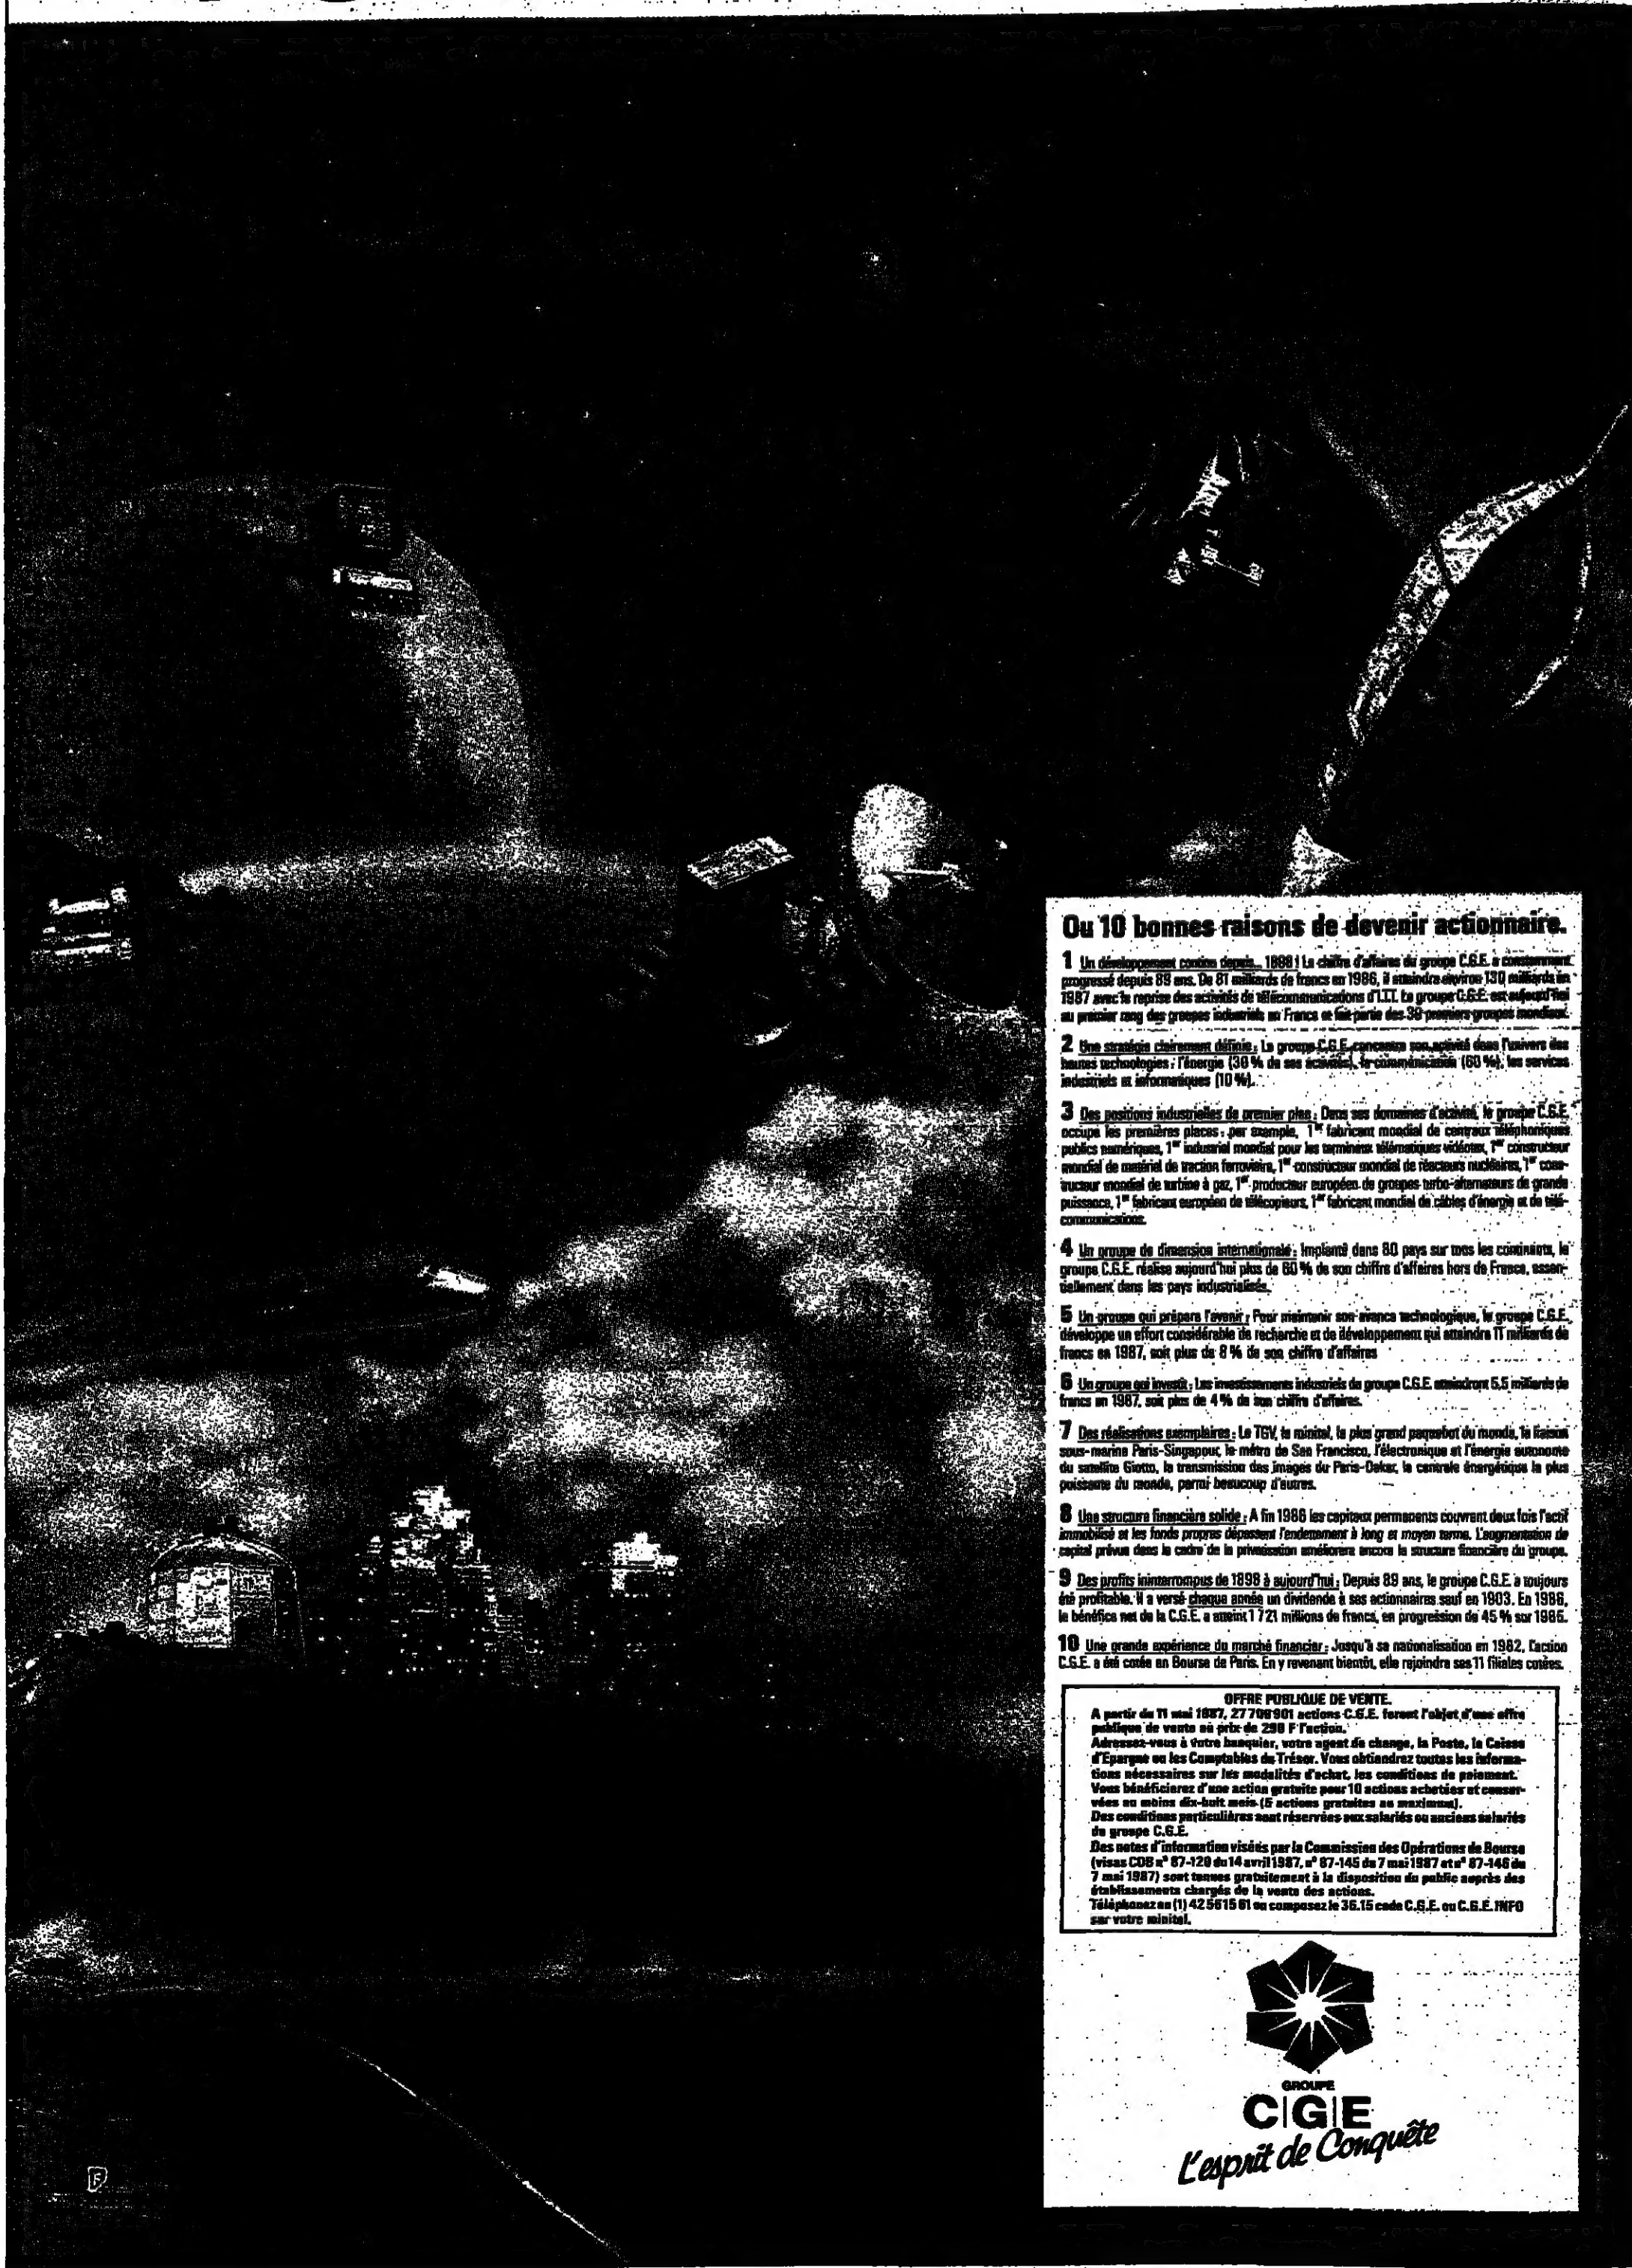 Ou 10 bonnes raisons de devenir actionnaire.
1 Un développement continu depuis... 1898 ! Le chiffre d'affaires du groupe C.G.E. a constamment
progressé depuis 89 ans. De 81 milliards de francs en 1986, il atteindra environ 130 milliards en
1987 avec la reprise des activités de télécommunications d'I.T.T. Le groupe C.G.E. est aujourd'hui
au premier rang des groupes industriels en France et fait partie des 30 premiers groupes mondiaux.
2 Une stratégie clairement définie : Le groupe C.G.E. concentre son activité dans l'univers des
hautes technologies : l'énergie (30 % de ses activités), la communication (60 %), les services
industriels et informatiques (10 %).
3 Des positions industrielles de premier plan : Dans ses domaines d'activité, le groupe C.G.E.
occupe les premières places : par exemple, 1er fabricant mondial de centraux téléphoniques
publics numériques, 1er industriel mondial pour les terminaux télématiques vidéotex, 1er constructeur
mondial de matériel de traction ferroviaire, 1er constructeur mondial de réacteurs nucléaires, 1er cons-
tructeur mondial de turbine à gaz, 1er producteur européen de groupes turbo-alternateurs de grande
puissance, 1er fabricant européen de télécopieurs, 1er fabricant mondial de câbles d'énergie et de télé-
communications.
4 Un groupe de dimension internationale : Implanté dans 80 pays sur tous les continents, le
groupe C.G.E. réalise aujourd'hui plus de 60 % de son chiffre d'affaires hors de France, essen-
tiellement dans les pays industrialisés.
5 Un groupe qui prépare l'avenir : Pour maintenir son avance technologique, le groupe C.G.E.
développe un effort considérable de recherche et de développement qui atteindra 11 milliards de
francs en 1987, soit plus de 8 % de son chiffre d'affaires
6 Un groupe qui investit : Les investissements industriels du groupe C.G.E. atteindront 5,5 milliards de
francs en 1987, soit plus de 4 % de son chiffre d'affaires.
7 Des réalisations exemplaires : Le TGV, le minitel, le plus grand paquebot du monde, la liaison
sous-marine Paris-Singapour, le métro de San Francisco, l'électronique et l'énergie autonome
du satellite Giotto, la transmission des images du Paris-Dakar, la centrale énergétique la plus
puissante du monde, parmi beaucoup d'autres.
8 Une structure financière solide : A fin 1986 les capitaux permanents couvrent deux fois l'actif
immobilisé et les fonds propres dépassent l'endettement à long et moyen terme. L'augmentation de
capital prévue dans le cadre de la privatisation améliorera encore la structure financière du groupe.
9 Des profits ininterrompus de 1898 à aujourd'hui : Depuis 89 ans, le groupe C.G.E. a toujours
été profitable. Il a versé chaque année un dividende à ses actionnaires sauf en 1903. En 1986,
le bénéfice net de la C.G.E. a atteint 1 721 millions de francs, en progression de 45 % sur 1985.
10 Une grande expérience du marché financier : Jusqu'à sa nationalisation en 1982, l'action
C.G.E. a été cotée en Bourse de Paris. En y revenant bientôt, elle rejoindra ses 11 filiales cotées.
OFFRE PUBLIQUE DE VENTE.
A partir du 11 mai 1987, 27 709 901 actions C.G.E. feront l'objet d'une offre
publique de vente au prix de 290 F l'action.
Adressez-vous à votre banquier, votre agent de change, la Poste, la Caisse
d'Epargne ou les Comptables du Trésor. Vous obtiendrez toutes les informa-
tions nécessaires sur les modalités d'achat, les conditions de paiement.
Vous bénéficierez d'une action gratuite pour 10 actions achetées et conser-
vées au moins dix-huit mois (5 actions gratuites au maximum).
Des conditions particulières sont réservées aux salariés ou anciens salariés
du groupe C.G.E.
Des notes d'information visées par la Commission des Opérations de Bourse
(visas COB n° 87-120 du 14 avril 1987, n° 87-145 du 7 mai 1987 et n° 87-146 du
7 mai 1987) sont tenues gratuitement à la disposition du public auprès des
établissements chargés de la vente des actions.
Téléphonez au (1) 42 56 15 61 ou composez le 36.15 code C.G.E. ou C.G.E. INFO
sur votre minitel.
GROUPE
C|G|E
L'esprit de Conquête